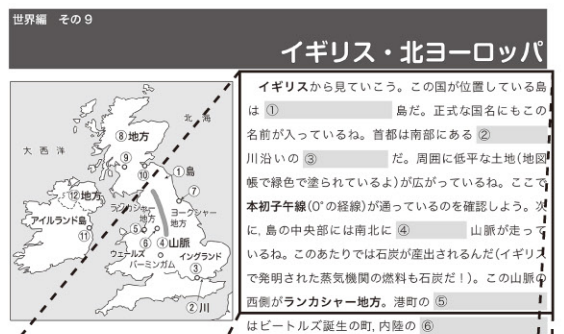 世界編 その9
イギリス・北ヨーロッパ
北 海
大 西 洋
⑧地方
⑨
⑩
①島
⑦
⑫地方
ランカシャー
地方
ヨークシャー
地方
アイルランド島
⑪
⑤
⑥
④山脈
ウェールズ
イングランド
バーミンガム
③
②川
イギリスから見ていこう。この国が位置している島
は ① 島だ。正式な国名にもこの
名前が入っているね。首都は南部にある ②
川沿いの ③ だ。周囲に低平な土地(地図
帳で緑色で塗られているよ)が広がっているね。ここで
本初子午線(0°の経線)が通っているのを確認しよう。次
に, 島の中央部には南北に ④ 山脈が走って
いるね。このあたりでは石炭が産出されるんだ(イギリス
で発明された蒸気機関の燃料も石炭だ!)。この山脈の
西側がランカシャー地方。港町の ⑤
はビートルズ誕生の町, 内陸の ⑥